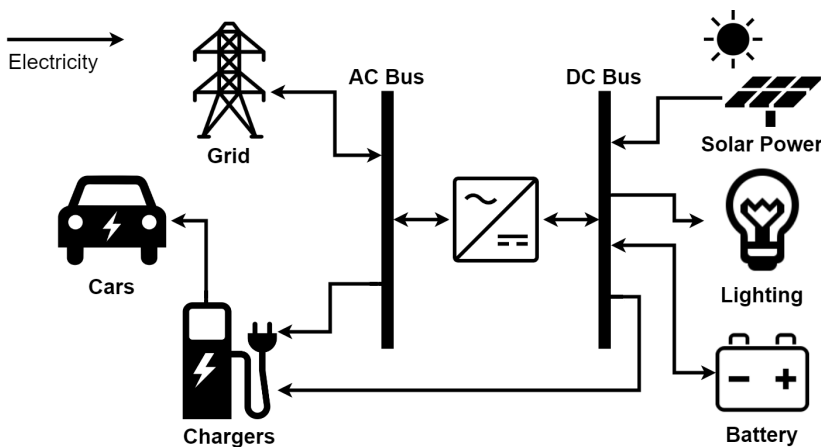 Electricity
AC Bus
DC Bus
Grid
Solar Power
Cars
Lighting
Chargers
Battery